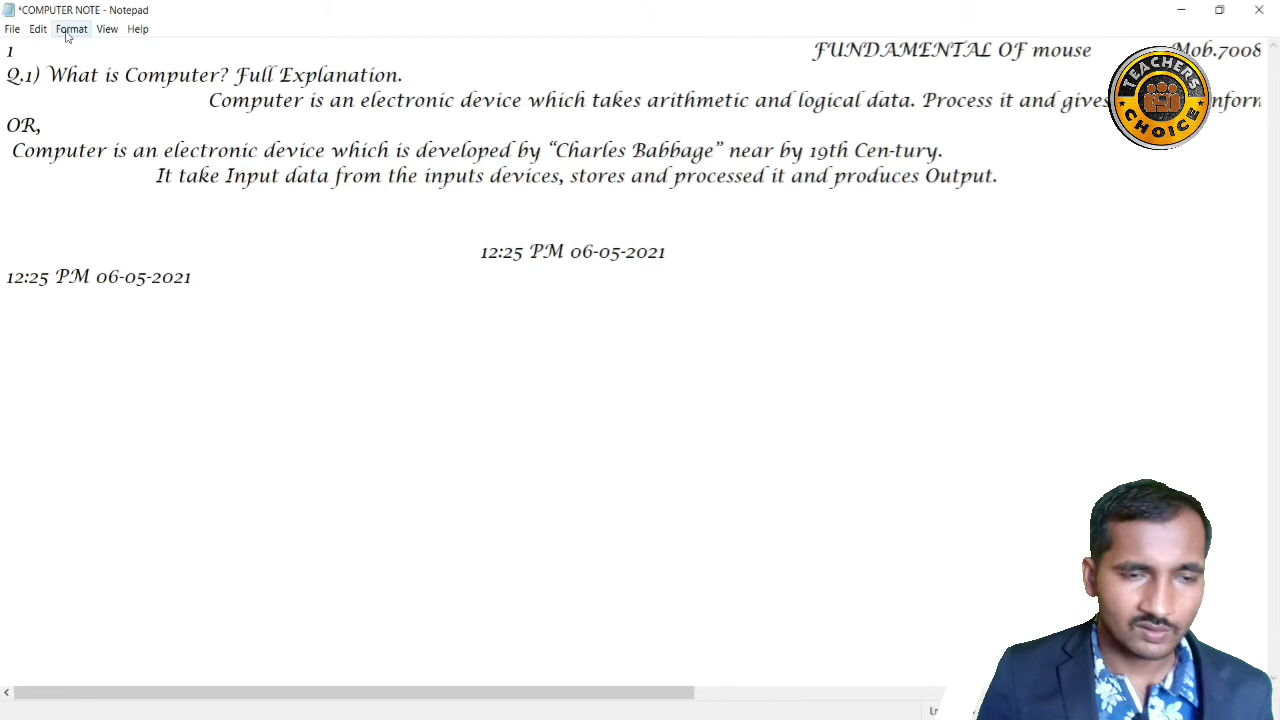 *COMPUTER NOTE - Notepad
File Edit Format View Help
1 FUNDAMENTAL OF mouse Mob.7008
Q.1) What is Computer? Full Explanation.
Computer is an electronic device which takes arithmetic and logical data. Process it and gives
OR,
Computer is an electronic device which is developed by “Charles Babbage” near by 19th Cen-tury.
It take Input data from the inputs devices, stores and processed it and produces Output.
12:25 PM 06-05-2021
12:25 PM 06-05-2021
TEACHERS
CHOICE